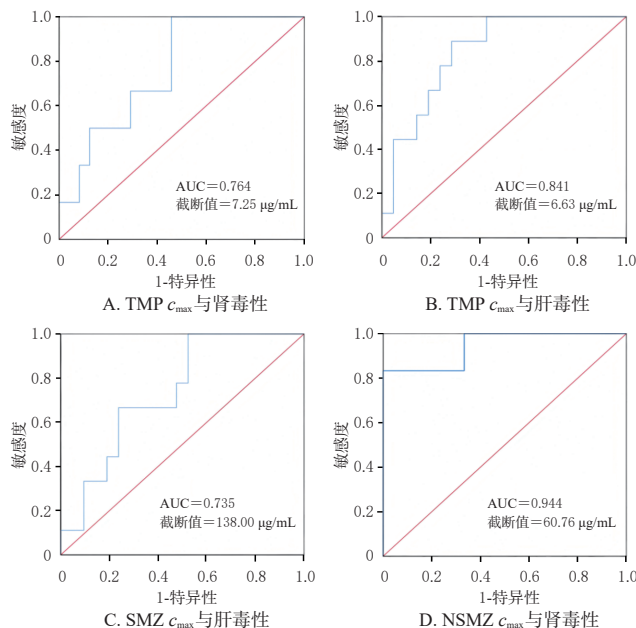 1.0
0.8
0.6
0.4
0.2
0
敏感度
AUC＝0.764
截断值＝7.25 μg/mL
0 0.2 0.4 0.6 0.8 1.0
1-特异性
A. TMP cmax与肾毒性
1.0
0.8
0.6
0.4
0.2
0
敏感度
AUC＝0.841
截断值＝6.63 μg/mL
0 0.2 0.4 0.6 0.8 1.0
1-特异性
B. TMP cmax与肝毒性
1.0
0.8
0.6
0.4
0.2
0
敏感度
AUC＝0.735
截断值＝138.00 μg/mL
0 0.2 0.4 0.6 0.8 1.0
1-特异性
C. SMZ cmax与肝毒性
1.0
0.8
0.6
0.4
0.2
0
敏感度
AUC＝0.944
截断值＝60.76 μg/mL
0 0.2 0.4 0.6 0.8 1.0
1-特异性
D. NSMZ cmax与肾毒性